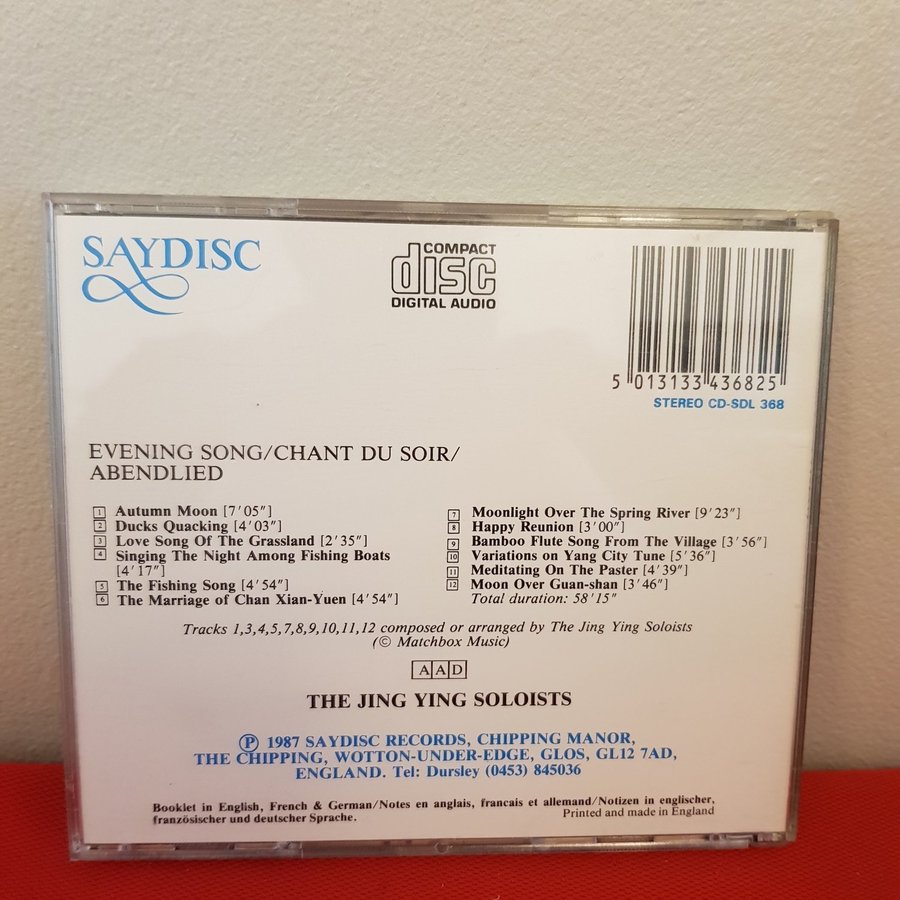 SAYDISC
COMPACT
disc
DIGITAL AUDIO
5 013133 436825
STEREO CD-SDL 368
EVENING SONG/CHANT DU SOIR/
ABENDLIED
1 Autumn Moon [7'05"]
2 Ducks Quacking [4'03"]
3 Love Song Of The Grassland [2'35"]
4 Singing The Night Among Fishing Boats
[4'17"]
5 The Fishing Song [4'54"]
6 The Marriage of Chan Xian-Yuen [4'54"]
7 Moonlight Over The Spring River [9'23"]
8 Happy Reunion [3'00"]
9 Bamboo Flute Song From The Village [3'56"]
10 Variations on Yang City Tune [5'36"]
11 Meditating On The Paster [4'39"]
12 Moon Over Guan-shan [3'46"]
Total duration: 58'15"
Tracks 1,3,4,5,7,8,9,10,11,12 composed or arranged by The Jing Ying Soloists
(© Matchbox Music)
AAD
THE JING YING SOLOISTS
℗ 1987 SAYDISC RECORDS, CHIPPING MANOR,
THE CHIPPING, WOTTON-UNDER-EDGE, GLOS, GL12 7AD,
ENGLAND. Tel: Dursley (0453) 845036
Booklet in English, French & German/Notes en anglais, francais et allemand/Notizen in englischer,
französischer und deutscher Sprache.
Printed and made in England